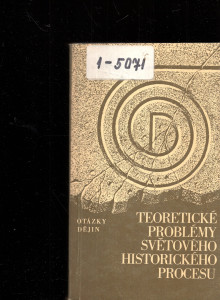 1-5071
OTÁZKY
DĚJIN
TEORETICKÉ
PROBLÉMY
SVĚTOVÉHO
HISTORICKÉHO
PROCESU